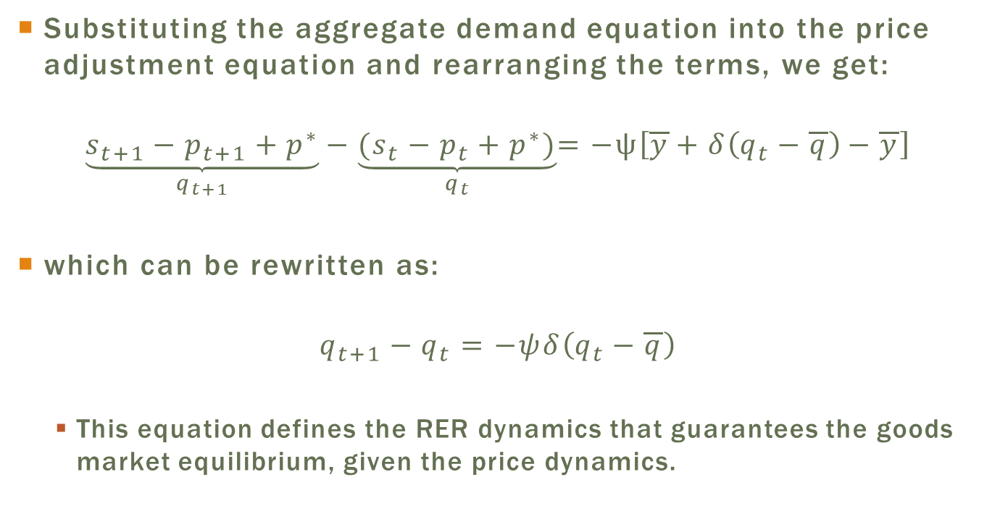 ▪ Substituting the aggregate demand equation into the price
adjustment equation and rearranging the terms, we get:
$\underbrace{s_{t+1} - p_{t+1} + p^*}_{q_{t+1}} - \underbrace{(s_t - p_t + p^*)}_{q_t} = -\psi[\overline{y} + \delta(q_t - \overline{q}) - \overline{y}]$
▪ which can be rewritten as:
$q_{t+1} - q_t = -\psi\delta(q_t - \overline{q})$
▪ This equation defines the RER dynamics that guarantees the goods
market equilibrium, given the price dynamics.